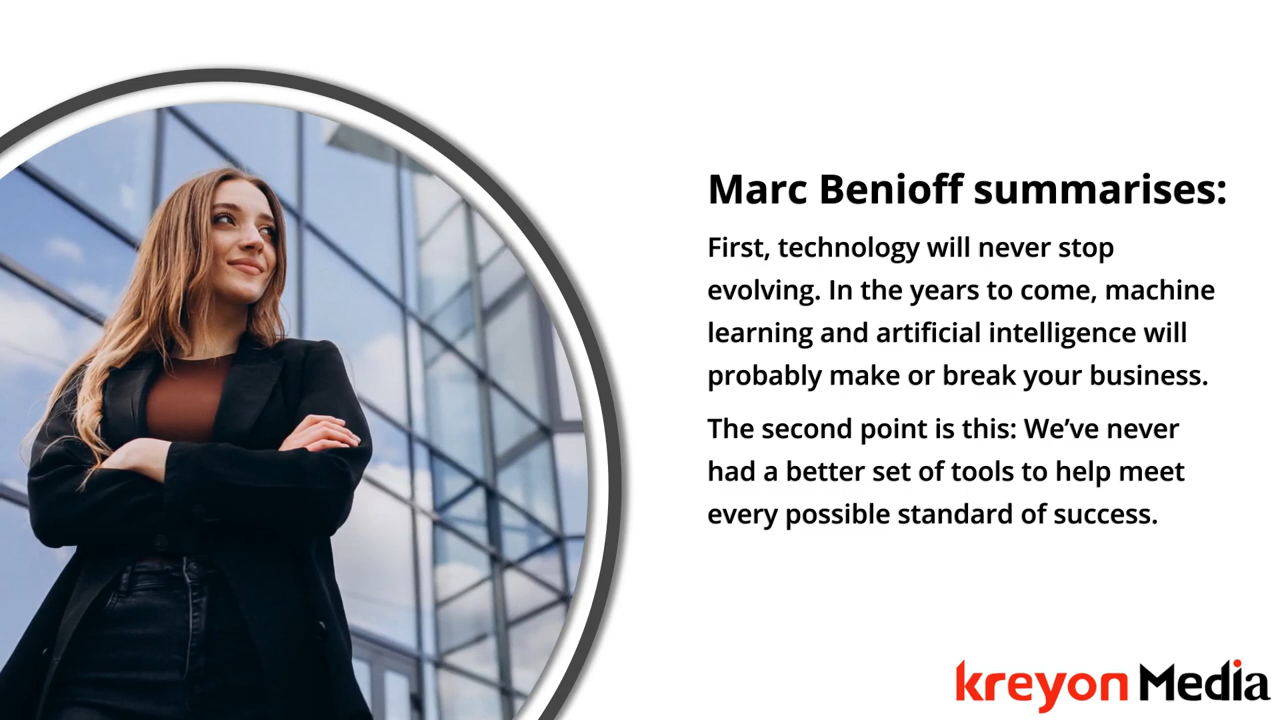 Marc Benioff summarises:
First, technology will never stop
evolving. In the years to come, machine
learning and artificial intelligence will
probably make or break your business.
The second point is this: We’ve never
had a better set of tools to help meet
every possible standard of success.
kreyon Media